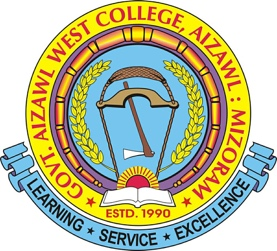 GOVT. AIZAWL WEST COLLEGE, AIZAWL : MIZORAM
ESTD. 1990
LEARNING ★ SERVICE ★ EXCELLENCE